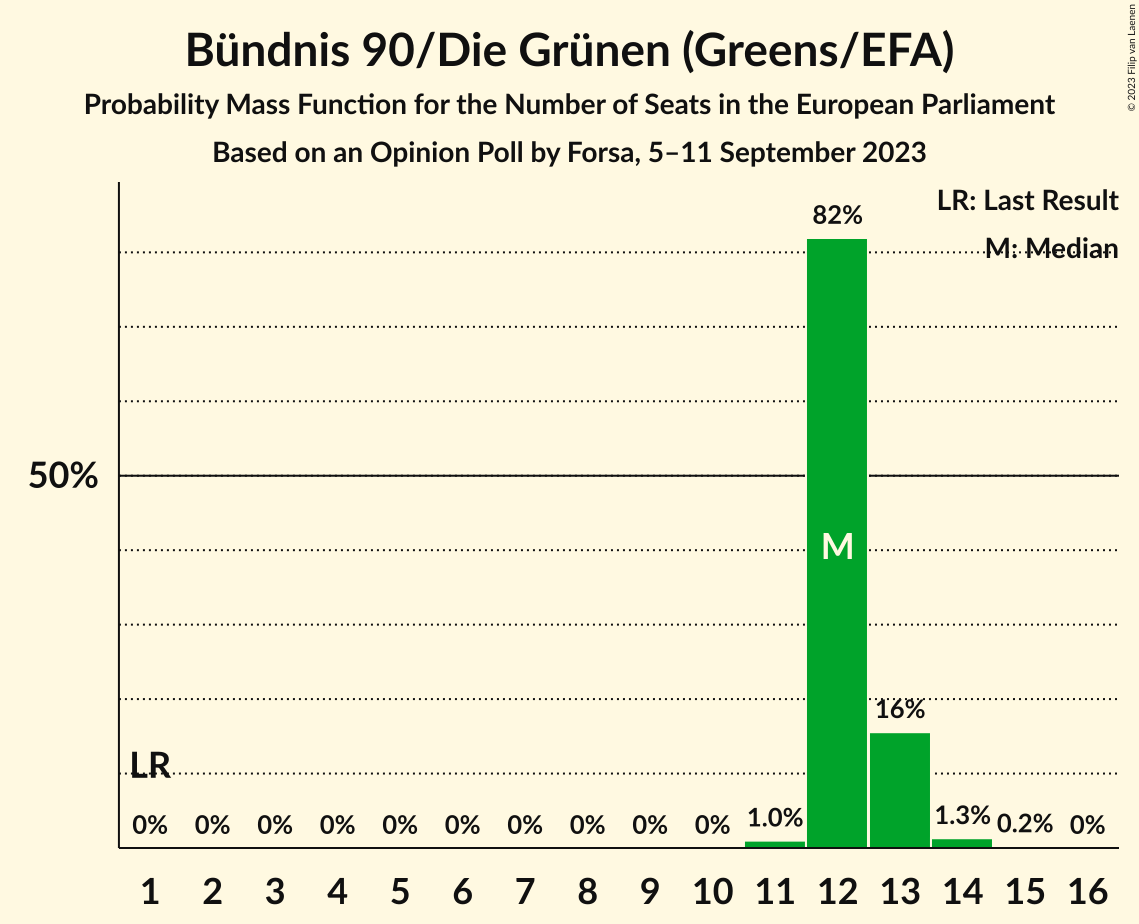 Bündnis 90/Die Grünen (Greens/EFA)
Probability Mass Function for the Number of Seats in the European Parliament
Based on an Opinion Poll by Forsa, 5–11 September 2023
© 2023 Filip van Laenen
LR: Last Result
M: Median
82%
50%
M
16%
LR
0% 0% 0% 0% 0% 0% 0% 0% 0% 0% 1.0% 1.3% 0.2% 0%
1 2 3 4 5 6 7 8 9 10 11 12 13 14 15 16